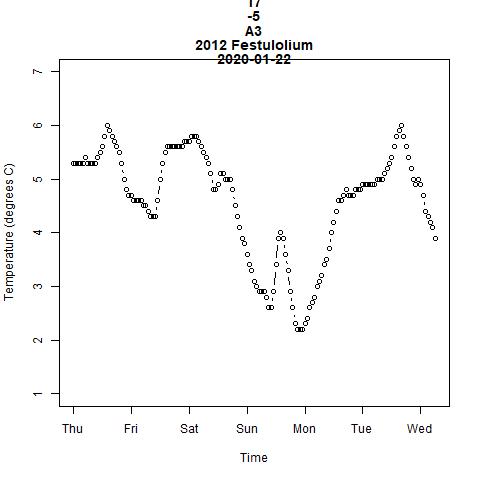 17
-5
A3
2012 Festulolium
2020-01-22
Temperature (degrees C)
7
6
5
4
3
2
1
Thu Fri Sat Sun Mon Tue Wed
Time